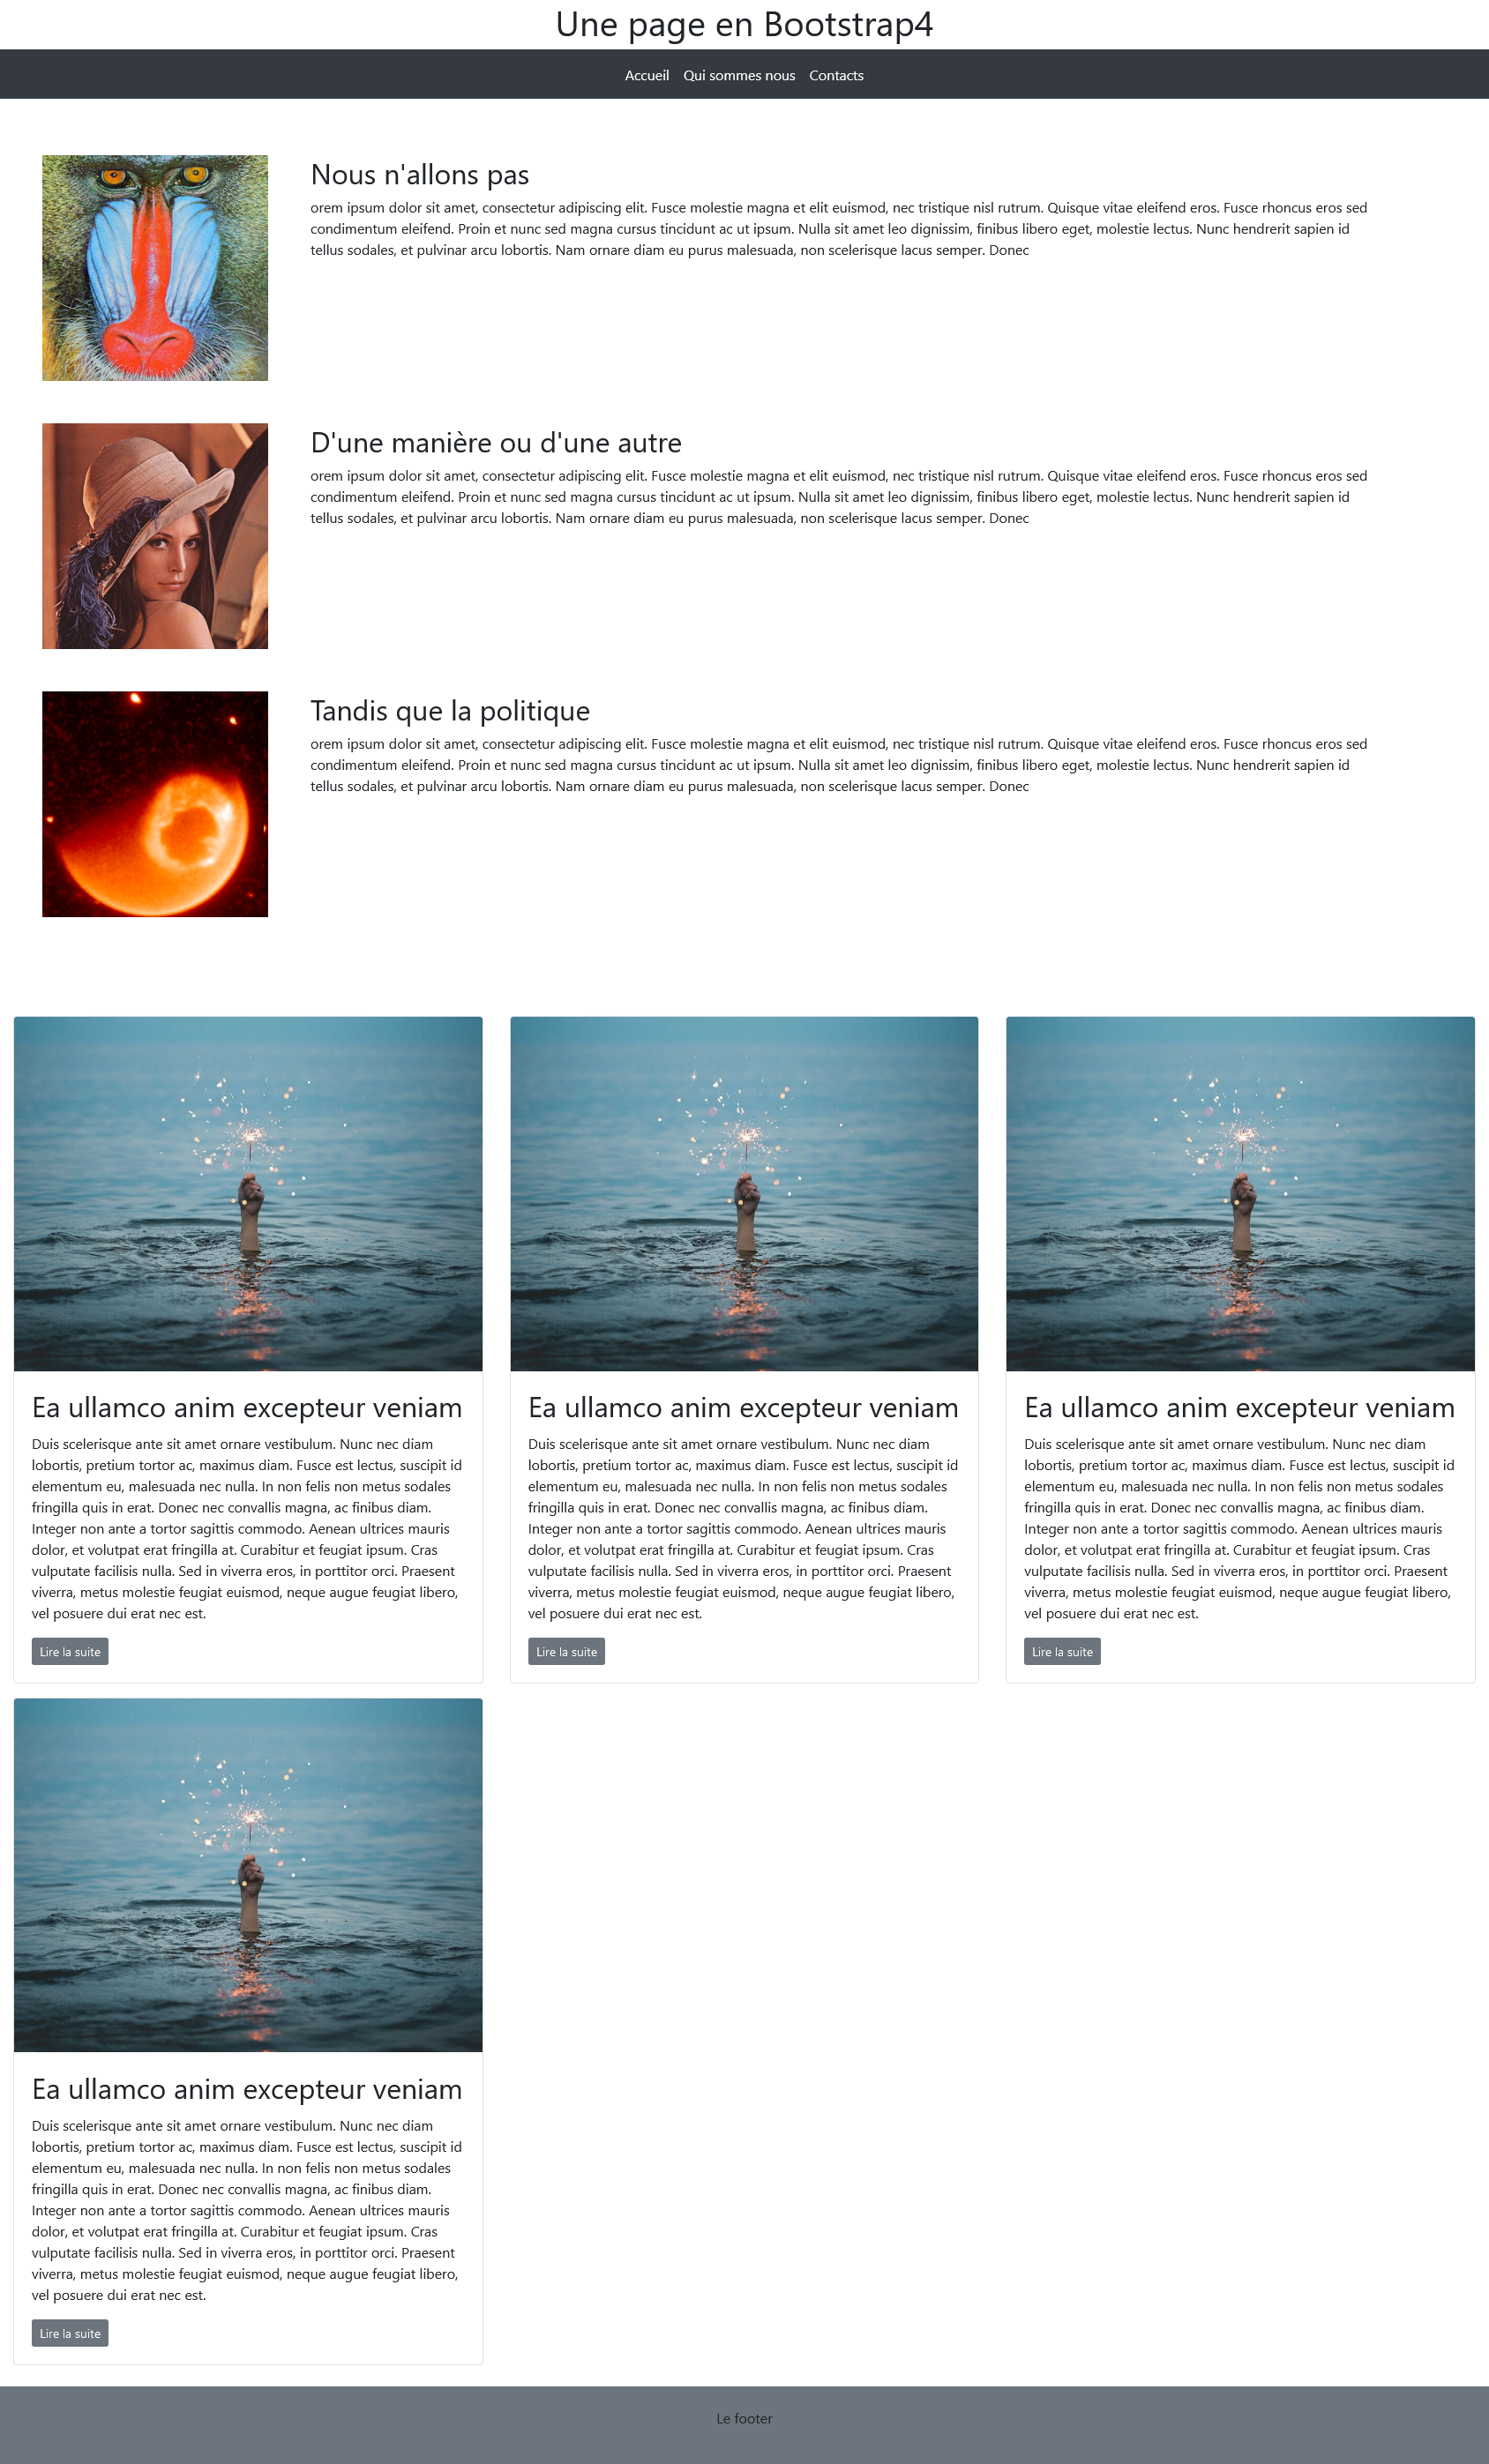 Une page en Bootstrap4
Accueil Qui sommes nous Contacts
Nous n'allons pas
orem ipsum dolor sit amet, consectetur adipiscing elit. Fusce molestie magna et elit euismod, nec tristique nisl rutrum. Quisque vitae eleifend eros. Fusce rhoncus eros sed
condimentum eleifend. Proin et nunc sed magna cursus tincidunt ac ut ipsum. Nulla sit amet leo dignissim, finibus libero eget, molestie lectus. Nunc hendrerit sapien id
tellus sodales, et pulvinar arcu lobortis. Nam ornare diam eu purus malesuada, non scelerisque lacus semper. Donec
D'une manière ou d'une autre
orem ipsum dolor sit amet, consectetur adipiscing elit. Fusce molestie magna et elit euismod, nec tristique nisl rutrum. Quisque vitae eleifend eros. Fusce rhoncus eros sed
condimentum eleifend. Proin et nunc sed magna cursus tincidunt ac ut ipsum. Nulla sit amet leo dignissim, finibus libero eget, molestie lectus. Nunc hendrerit sapien id
tellus sodales, et pulvinar arcu lobortis. Nam ornare diam eu purus malesuada, non scelerisque lacus semper. Donec
Tandis que la politique
orem ipsum dolor sit amet, consectetur adipiscing elit. Fusce molestie magna et elit euismod, nec tristique nisl rutrum. Quisque vitae eleifend eros. Fusce rhoncus eros sed
condimentum eleifend. Proin et nunc sed magna cursus tincidunt ac ut ipsum. Nulla sit amet leo dignissim, finibus libero eget, molestie lectus. Nunc hendrerit sapien id
tellus sodales, et pulvinar arcu lobortis. Nam ornare diam eu purus malesuada, non scelerisque lacus semper. Donec
Ea ullamco anim excepteur veniam
Duis scelerisque ante sit amet ornare vestibulum. Nunc nec diam
lobortis, pretium tortor ac, maximus diam. Fusce est lectus, suscipit id
elementum eu, malesuada nec nulla. In non felis non metus sodales
fringilla quis in erat. Donec nec convallis magna, ac finibus diam.
Integer non ante a tortor sagittis commodo. Aenean ultrices mauris
dolor, et volutpat erat fringilla at. Curabitur et feugiat ipsum. Cras
vulputate facilisis nulla. Sed in viverra eros, in porttitor orci. Praesent
viverra, metus molestie feugiat euismod, neque augue feugiat libero,
vel posuere dui erat nec est.
Lire la suite
Ea ullamco anim excepteur veniam
Duis scelerisque ante sit amet ornare vestibulum. Nunc nec diam
lobortis, pretium tortor ac, maximus diam. Fusce est lectus, suscipit id
elementum eu, malesuada nec nulla. In non felis non metus sodales
fringilla quis in erat. Donec nec convallis magna, ac finibus diam.
Integer non ante a tortor sagittis commodo. Aenean ultrices mauris
dolor, et volutpat erat fringilla at. Curabitur et feugiat ipsum. Cras
vulputate facilisis nulla. Sed in viverra eros, in porttitor orci. Praesent
viverra, metus molestie feugiat euismod, neque augue feugiat libero,
vel posuere dui erat nec est.
Lire la suite
Ea ullamco anim excepteur veniam
Duis scelerisque ante sit amet ornare vestibulum. Nunc nec diam
lobortis, pretium tortor ac, maximus diam. Fusce est lectus, suscipit id
elementum eu, malesuada nec nulla. In non felis non metus sodales
fringilla quis in erat. Donec nec convallis magna, ac finibus diam.
Integer non ante a tortor sagittis commodo. Aenean ultrices mauris
dolor, et volutpat erat fringilla at. Curabitur et feugiat ipsum. Cras
vulputate facilisis nulla. Sed in viverra eros, in porttitor orci. Praesent
viverra, metus molestie feugiat euismod, neque augue feugiat libero,
vel posuere dui erat nec est.
Lire la suite
Ea ullamco anim excepteur veniam
Duis scelerisque ante sit amet ornare vestibulum. Nunc nec diam
lobortis, pretium tortor ac, maximus diam. Fusce est lectus, suscipit id
elementum eu, malesuada nec nulla. In non felis non metus sodales
fringilla quis in erat. Donec nec convallis magna, ac finibus diam.
Integer non ante a tortor sagittis commodo. Aenean ultrices mauris
dolor, et volutpat erat fringilla at. Curabitur et feugiat ipsum. Cras
vulputate facilisis nulla. Sed in viverra eros, in porttitor orci. Praesent
viverra, metus molestie feugiat euismod, neque augue feugiat libero,
vel posuere dui erat nec est.
Lire la suite
Le footer